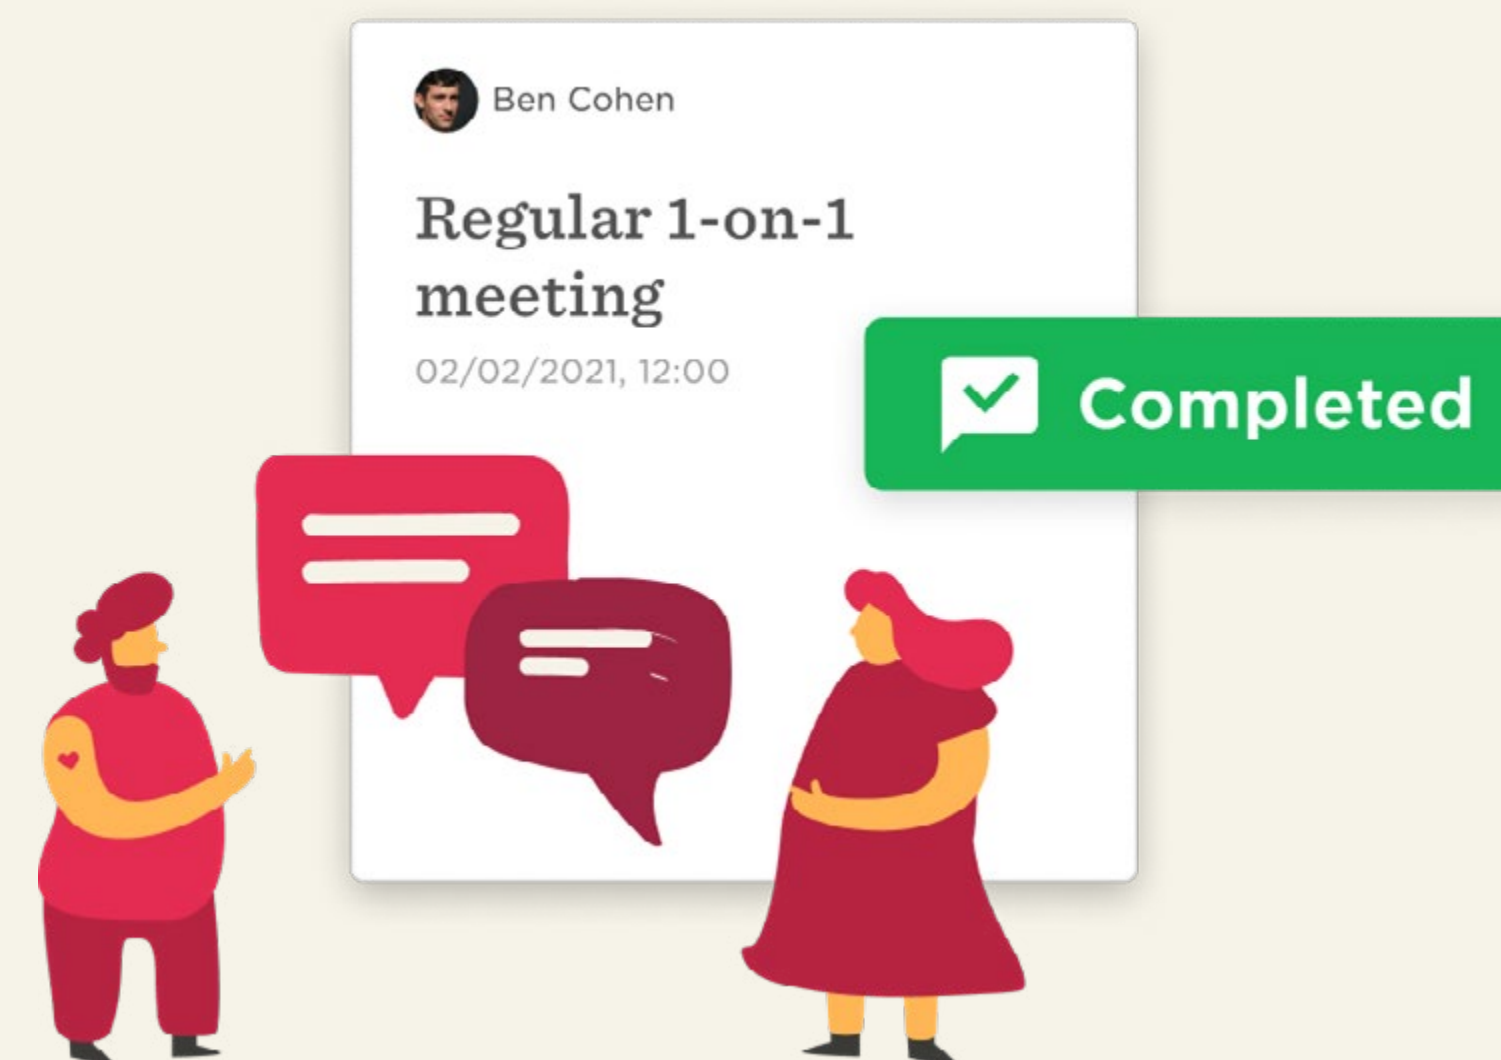 Ben Cohen
Regular 1-on-1
meeting
02/02/2021, 12:00
Completed